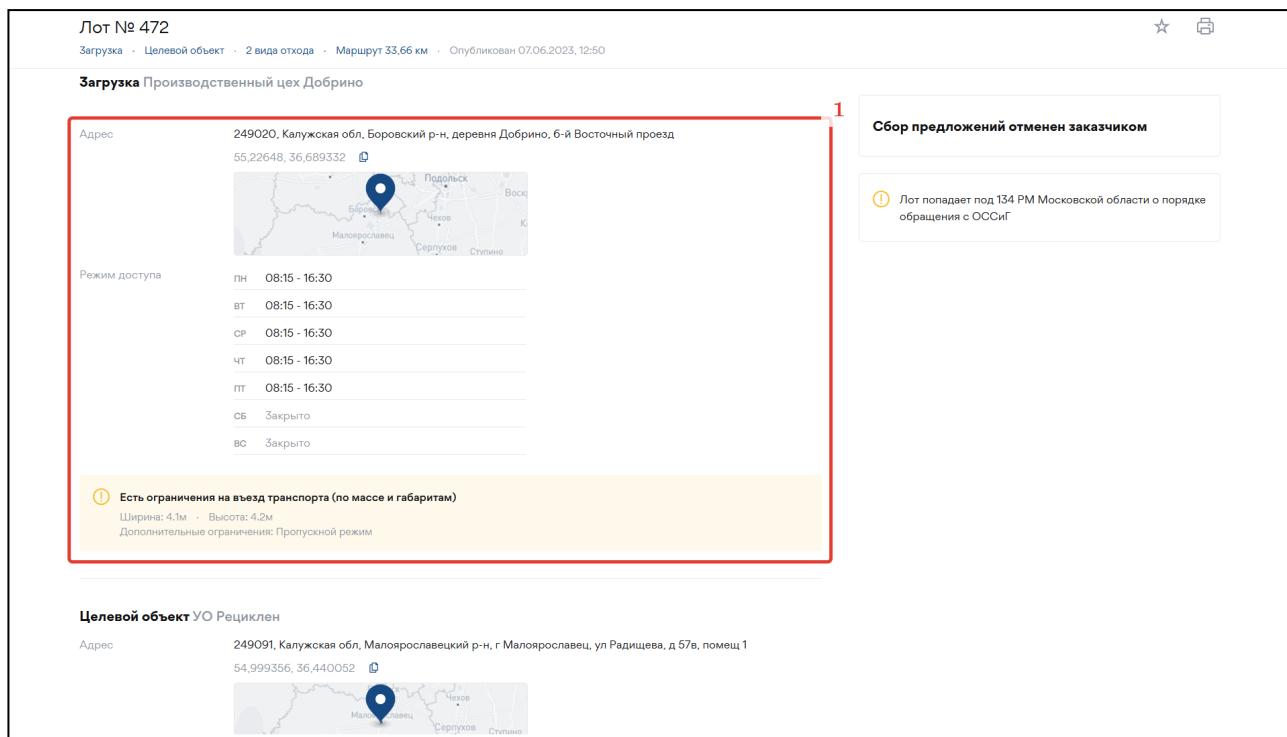 Лот № 472
Загрузка · Целевой объект · 2 вида отхода · Маршрут 33,66 км · Опубликован 07.06.2023, 12:50
Загрузка Производственный цех Добрино
1
Адрес 249020, Калужская обл, Боровский р-н, деревня Добрино, 6-й Восточный проезд
55,22648, 36,689332
Подольск
Чехов
Малоярославец
Серпухов
Ступино
Режим доступа
ПН 08:15 - 16:30
ВТ 08:15 - 16:30
СР 08:15 - 16:30
ЧТ 08:15 - 16:30
ПТ 08:15 - 16:30
СБ Закрыто
ВС Закрыто
Есть ограничения на въезд транспорта (по массе и габаритам)
Ширина: 4.1м · Высота: 4.2м
Дополнительные ограничения: Пропускной режим
Сбор предложений отменен заказчиком
Лот попадает под 134 РМ Московской области о порядке
обращения с ОССиГ
Целевой объект УО Рециклен
Адрес 249091, Калужская обл, Малоярославецкий р-н, г Малоярославец, ул Радищева, д 57в, помещ 1
54,999356, 36,440052
Чехов
Серпухов
Ступино